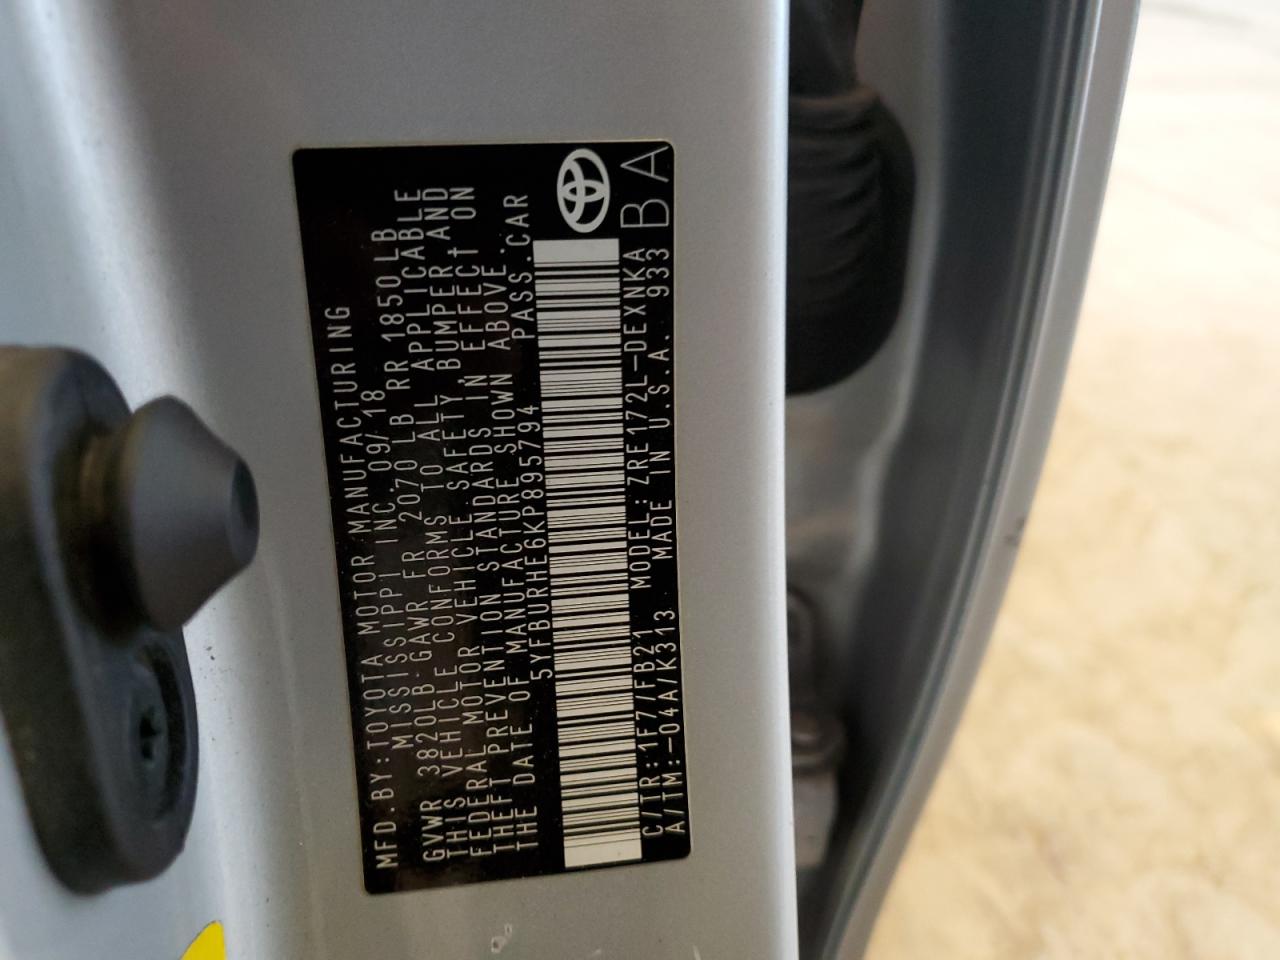 MFD.BY:TOYOTA MOTOR MANUFACTURING
MISSISSIPPI INC. 09/18
GVWR 3820LB GAWR FR 2070 LB RR 1850LB
THIS VEHICLE CONFORMS TO ALL APPLICABLE
FEDERAL MOTOR VEHICLE SAFETY, BUMPER AND
THEFT PREVENTION STANDARDS IN EFFECT ON
THE DATE OF MANUFACTURE SHOWN ABOVE.
5YFBURHE6KP895794 PASS.CAR
C/TR:1F7/FB21 MODEL:ZRE172L-DEXNKA
A/TM:-04A/K313 MADE IN U.S.A. 933
BA